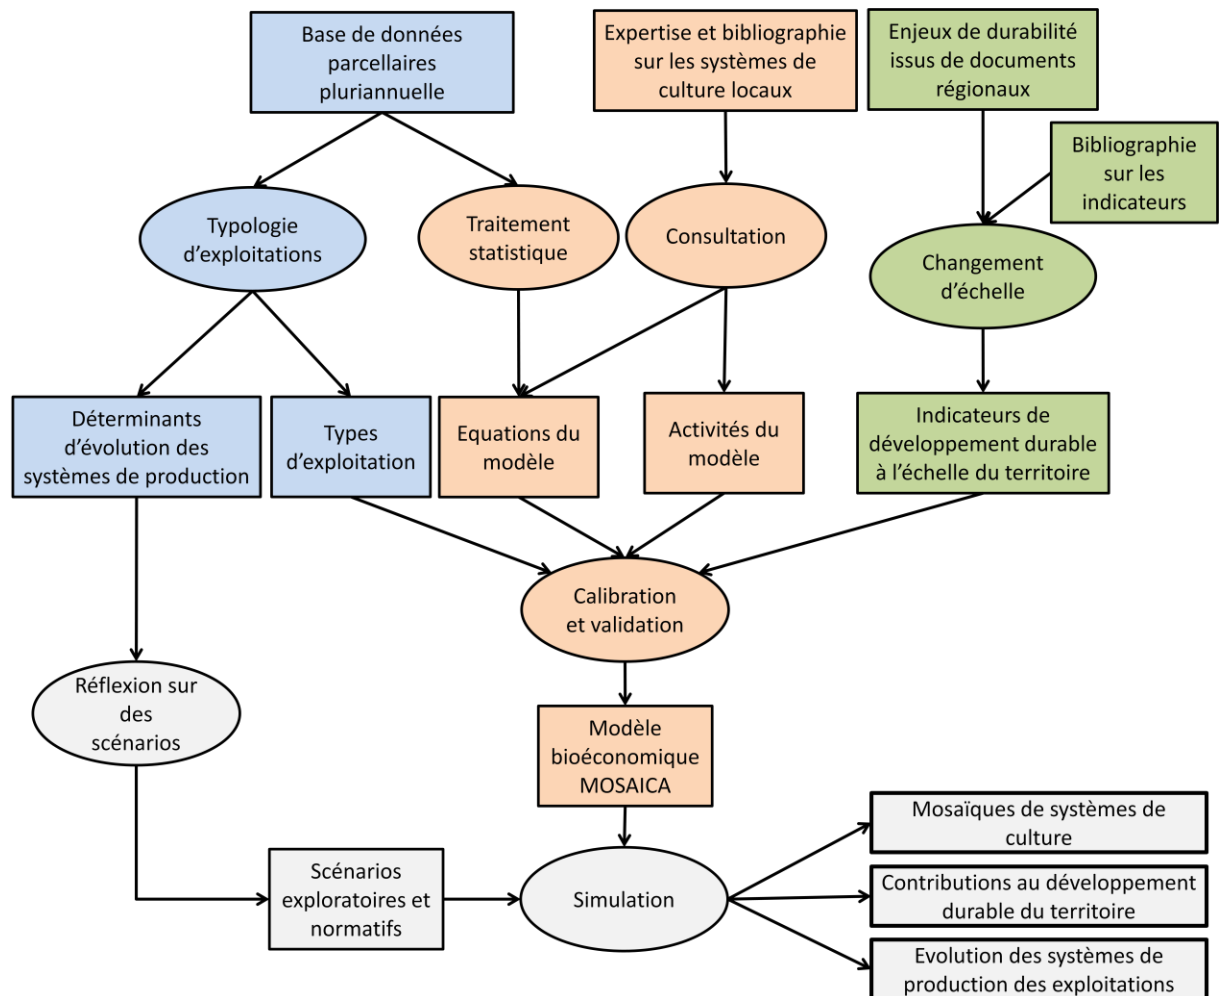 Base de données
parcellaires
pluriannuelle
Expertise et bibliographie
sur les systèmes de
culture locaux
Enjeux de durabilité
issus de documents
régionaux
Bibliographie
sur les
indicateurs
Typologie
d’exploitations
Traitement
statistique
Consultation
Changement
d’échelle
Déterminants
d’évolution des
systèmes de production
Types
d’exploitation
Equations du
modèle
Activités du
modèle
Indicateurs de
développement durable
à l’échelle du territoire
Calibration
et validation
Réflexion sur
des
scénarios
Modèle
bioéconomique
MOSAICA
Scénarios
exploratoires et
normatifs
Simulation
Mosaïques de systèmes de
culture
Contributions au développement
durable du territoire
Evolution des systèmes de
production des exploitations